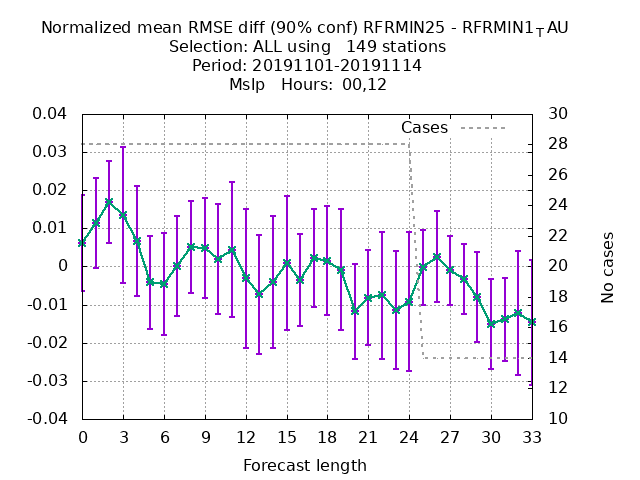 Normalized mean RMSE diff (90% conf) RFRMIN25 - RFRMIN1_TAU
Selection: ALL using   149 stations
Period: 20191101-20191114
Mslp   Hours: 00,12
Cases
0.04
0.03
0.02
0.01
0
-0.01
-0.02
-0.03
-0.04
30
28
26
24
22
20
18
16
14
12
10
No cases
0 3 6 9 12 15 18 21 24 27 30 33
Forecast length